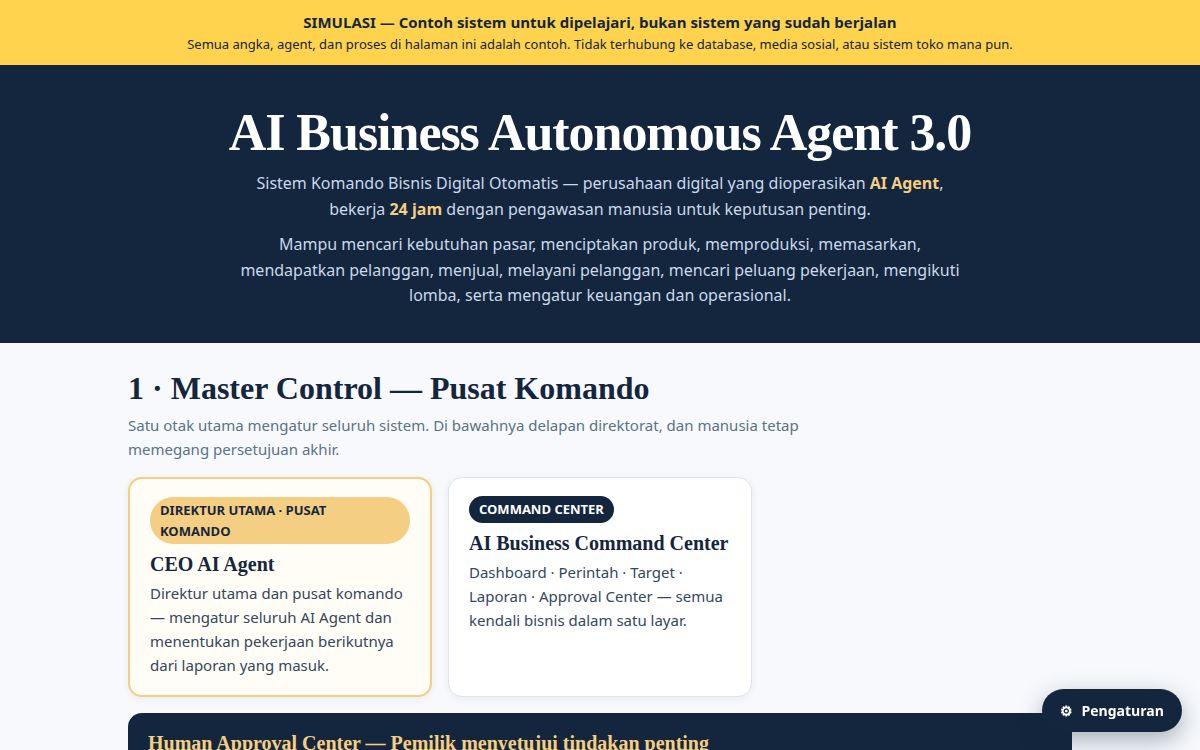 SIMULASI — Contoh sistem untuk dipelajari, bukan sistem yang sudah berjalan
Semua angka, agent, dan proses di halaman ini adalah contoh. Tidak terhubung ke database, media sosial, atau sistem toko mana pun.
AI Business Autonomous Agent 3.0
Sistem Komando Bisnis Digital Otomatis — perusahaan digital yang dioperasikan AI Agent,
bekerja 24 jam dengan pengawasan manusia untuk keputusan penting.
Mampu mencari kebutuhan pasar, menciptakan produk, memproduksi, memasarkan,
mendapatkan pelanggan, menjual, melayani pelanggan, mencari peluang pekerjaan, mengikuti
lomba, serta mengatur keuangan dan operasional.
1 · Master Control — Pusat Komando
Satu otak utama mengatur seluruh sistem. Di bawahnya delapan direktorat, dan manusia tetap
memegang persetujuan akhir.
DIREKTUR UTAMA · PUSAT
KOMANDO
CEO AI Agent
Direktur utama dan pusat komando
— mengatur seluruh AI Agent dan
menentukan pekerjaan berikutnya
dari laporan yang masuk.
COMMAND CENTER
AI Business Command Center
Dashboard · Perintah · Target ·
Laporan · Approval Center — semua
kendali bisnis dalam satu layar.
⚙ Pengaturan
Human Approval Center — Pemilik menyetujui tindakan penting